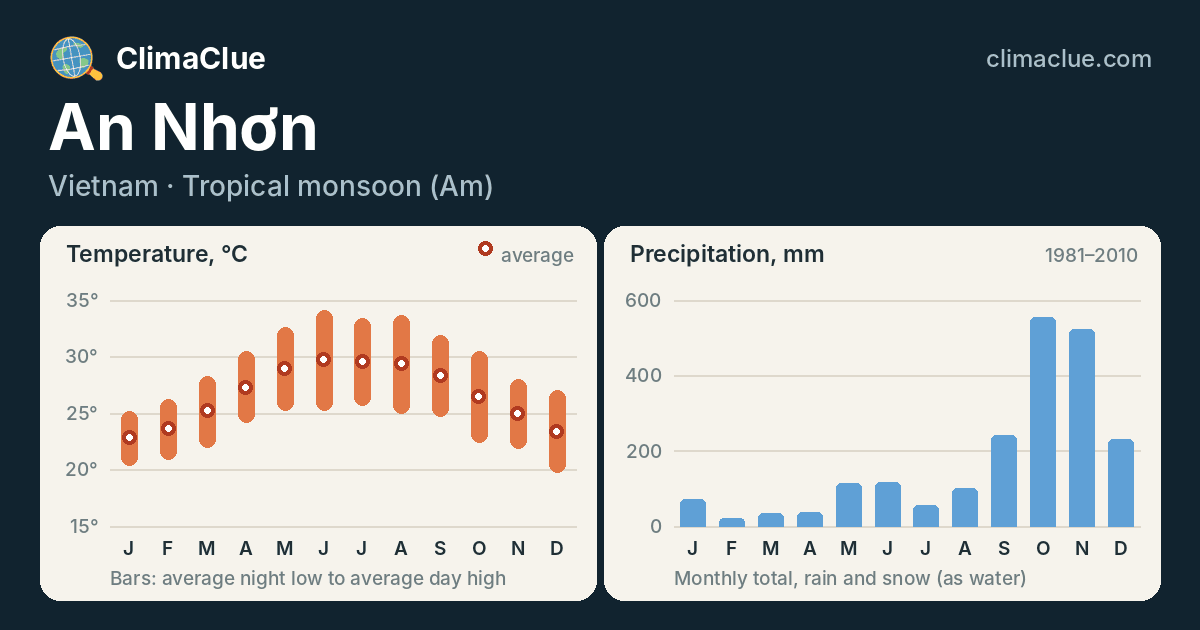 ClimaClue
climaclue.com
An Nhơn
Vietnam · Tropical monsoon (Am)
Temperature, °C
average
35°
30°
25°
20°
15°
J F M A M J J A S O N D
Bars: average night low to average day high
Precipitation, mm
1981–2010
600
400
200
0
J F M A M J J A S O N D
Monthly total, rain and snow (as water)